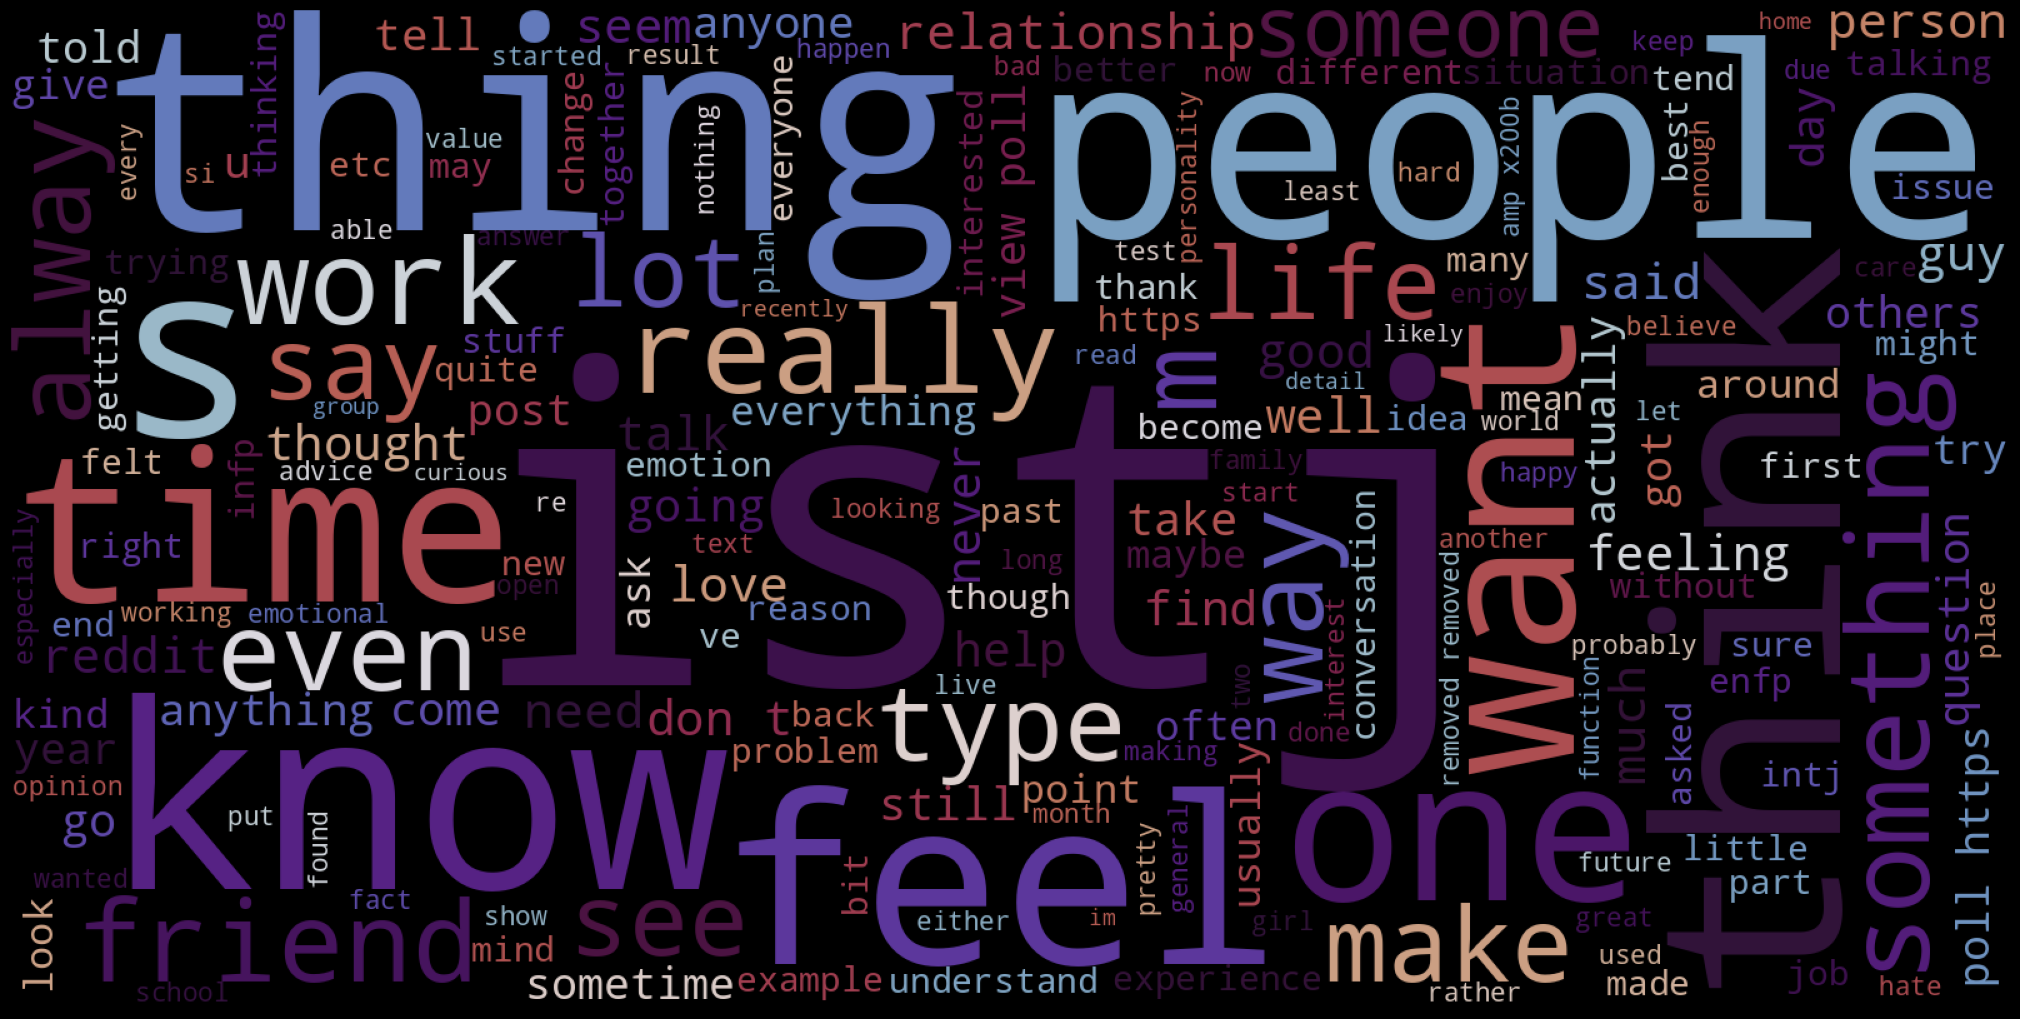 told
give
thinking
tell
started
seem
result
anyone
happen
relationship
someone
home
keep
person
bad
better
now
different
situation
tend
due
talking
thing
people
alway
every
si
u
etc
value
may
change
together
nothing
everyone
interested
view poll
personality
least
hard
amp x200b
best
enough
day
issue
able
answer
trying
work
lot
plan
test
thank
life
many
enjoy
said
care
guy
others
getting
s
say
stuff
quite
group
post
recently
really
everything
https
read
m
good
likely
detail
believe
might
around
actually
want
think
something
felt
infp
thought
advice
curious
talk
emotion
become
well
idea
mean
world
let
got
first
try
time
istj
right
re
going
looking
never
past
family
start
take
happy
feeling
another
especially
end
working
emotional
new
open
use
ask
text
love
reason
ve
long
though
maybe
find
way
interest
conversation
removed removed
without
probably
sure
question
place
reddit
even
help
live
two
function
enfp
kind
anything
come
need
don t
back
problem
type
often
making
done
much
asked
intj
year
opinion
go
know
put
found
feel
still
point
month
usually
one
future
little
part
poll https
wanted
look
friend
fact
show
mind
see
bit
either
im
pretty
general
girl
great
school
sometime
example
understand
experience
make
rather
used
made
job
hate